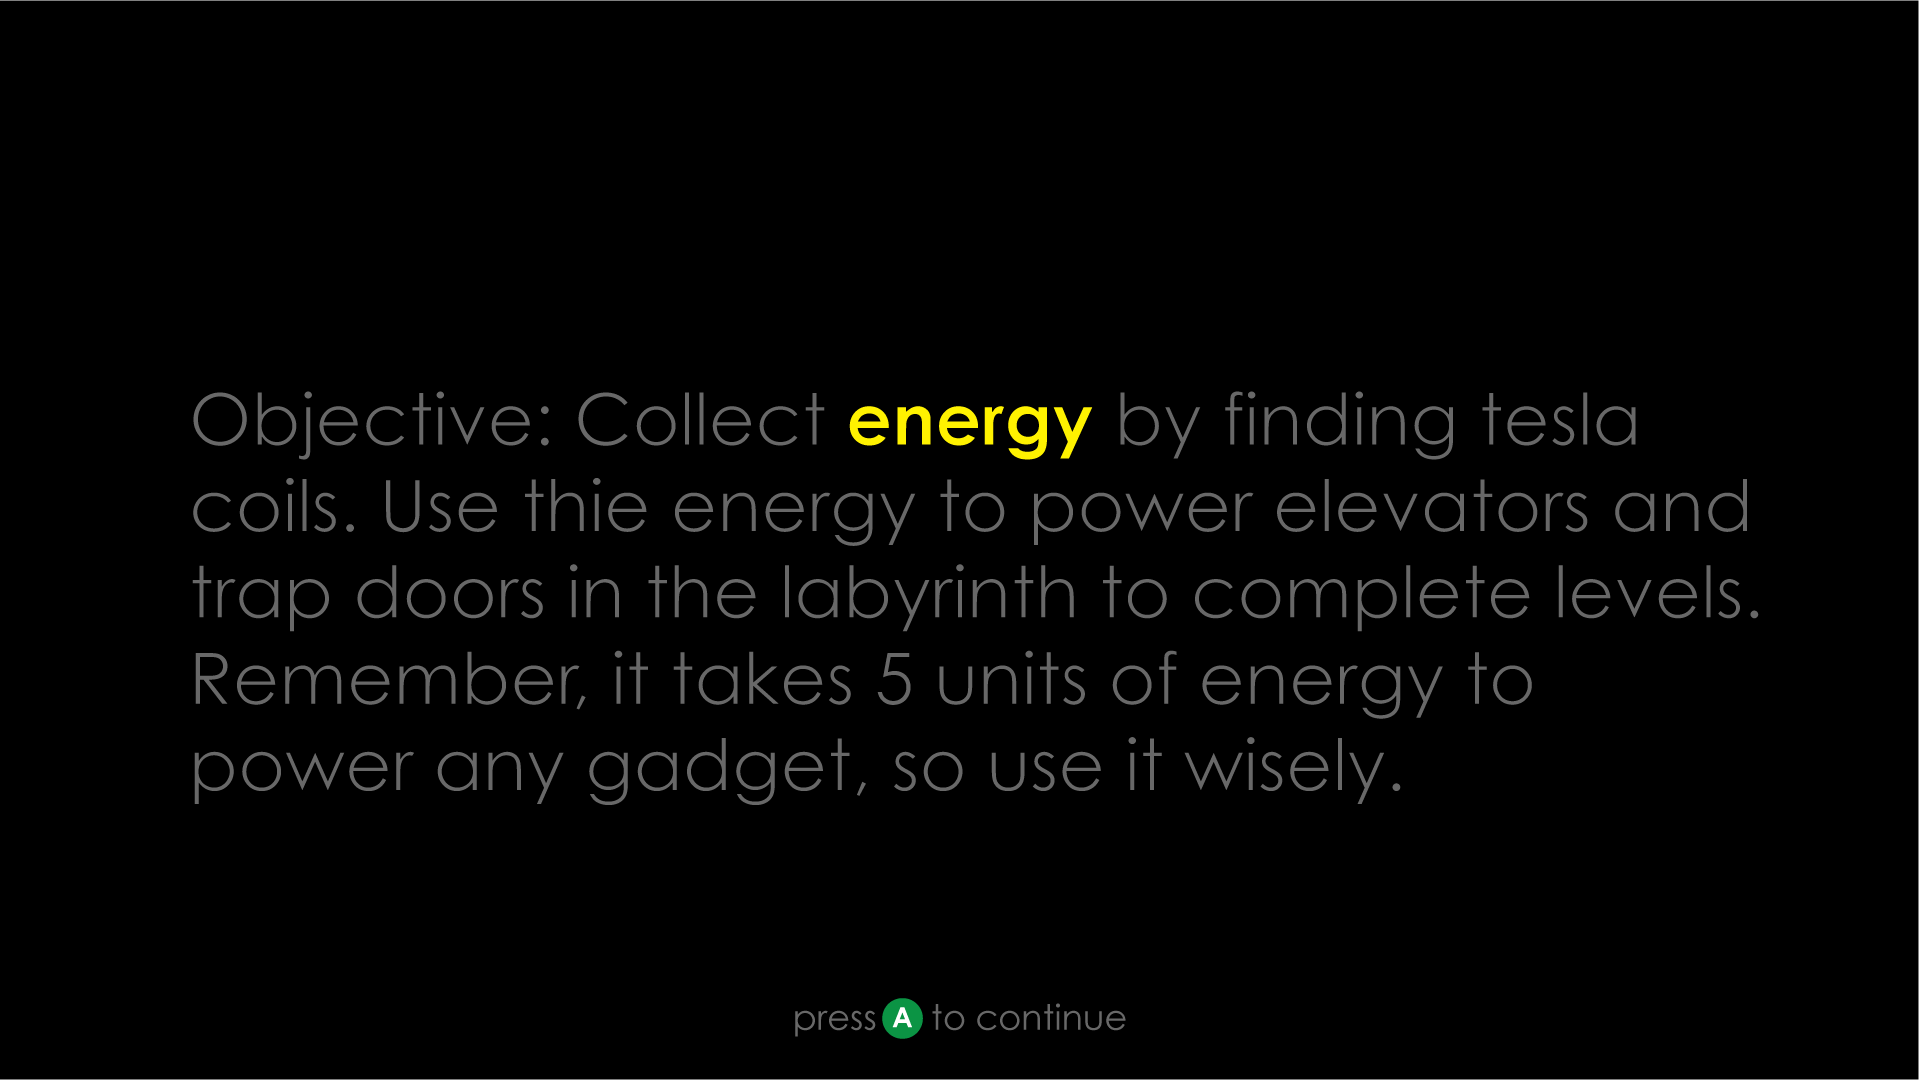 Objective: Collect energy by finding tesla
coils. Use thie energy to power elevators and
trap doors in the labyrinth to complete levels.
Remember, it takes 5 units of energy to
power any gadget, so use it wisely.
press A to continue